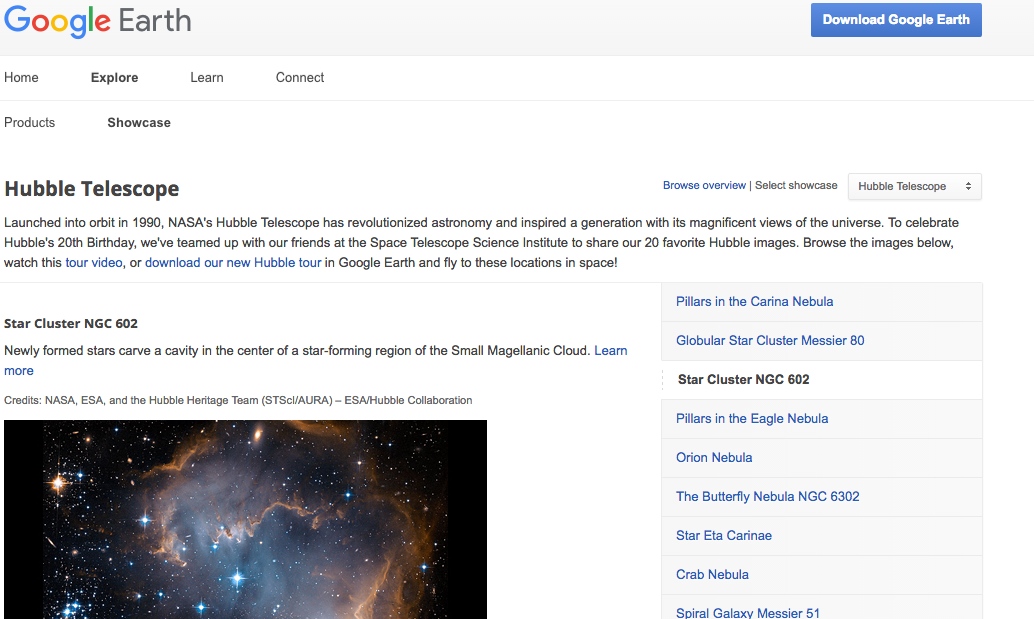 Google Earth
Download Google Earth
Home Explore Learn Connect
Products Showcase
Hubble Telescope
Browse overview | Select showcase Hubble Telescope
Launched into orbit in 1990, NASA's Hubble Telescope has revolutionized astronomy and inspired a generation with its magnificent views of the universe. To celebrate
Hubble's 20th Birthday, we've teamed up with our friends at the Space Telescope Science Institute to share our 20 favorite Hubble images. Browse the images below,
watch this tour video, or download our new Hubble tour in Google Earth and fly to these locations in space!
Star Cluster NGC 602
Newly formed stars carve a cavity in the center of a star-forming region of the Small Magellanic Cloud. Learn
more
Credits: NASA, ESA, and the Hubble Heritage Team (STScI/AURA) – ESA/Hubble Collaboration
Pillars in the Carina Nebula
Globular Star Cluster Messier 80
Star Cluster NGC 602
Pillars in the Eagle Nebula
Orion Nebula
The Butterfly Nebula NGC 6302
Star Eta Carinae
Crab Nebula
Spiral Galaxy Messier 51